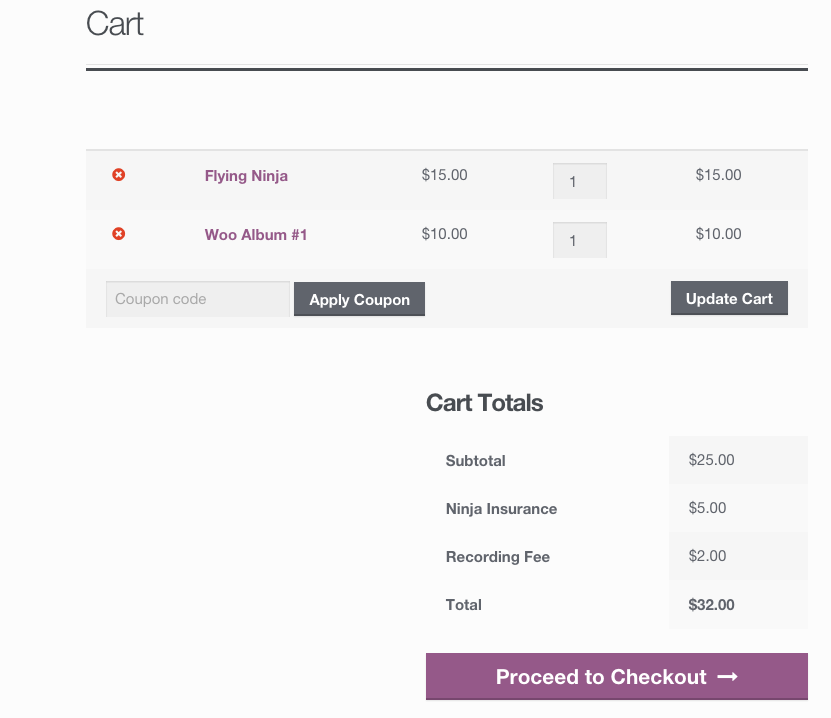 Cart
Flying Ninja $15.00 1 $15.00
Woo Album #1 $10.00 1 $10.00
Coupon code Apply Coupon Update Cart
Cart Totals
Subtotal $25.00
Ninja Insurance $5.00
Recording Fee $2.00
Total $32.00
Proceed to Checkout →